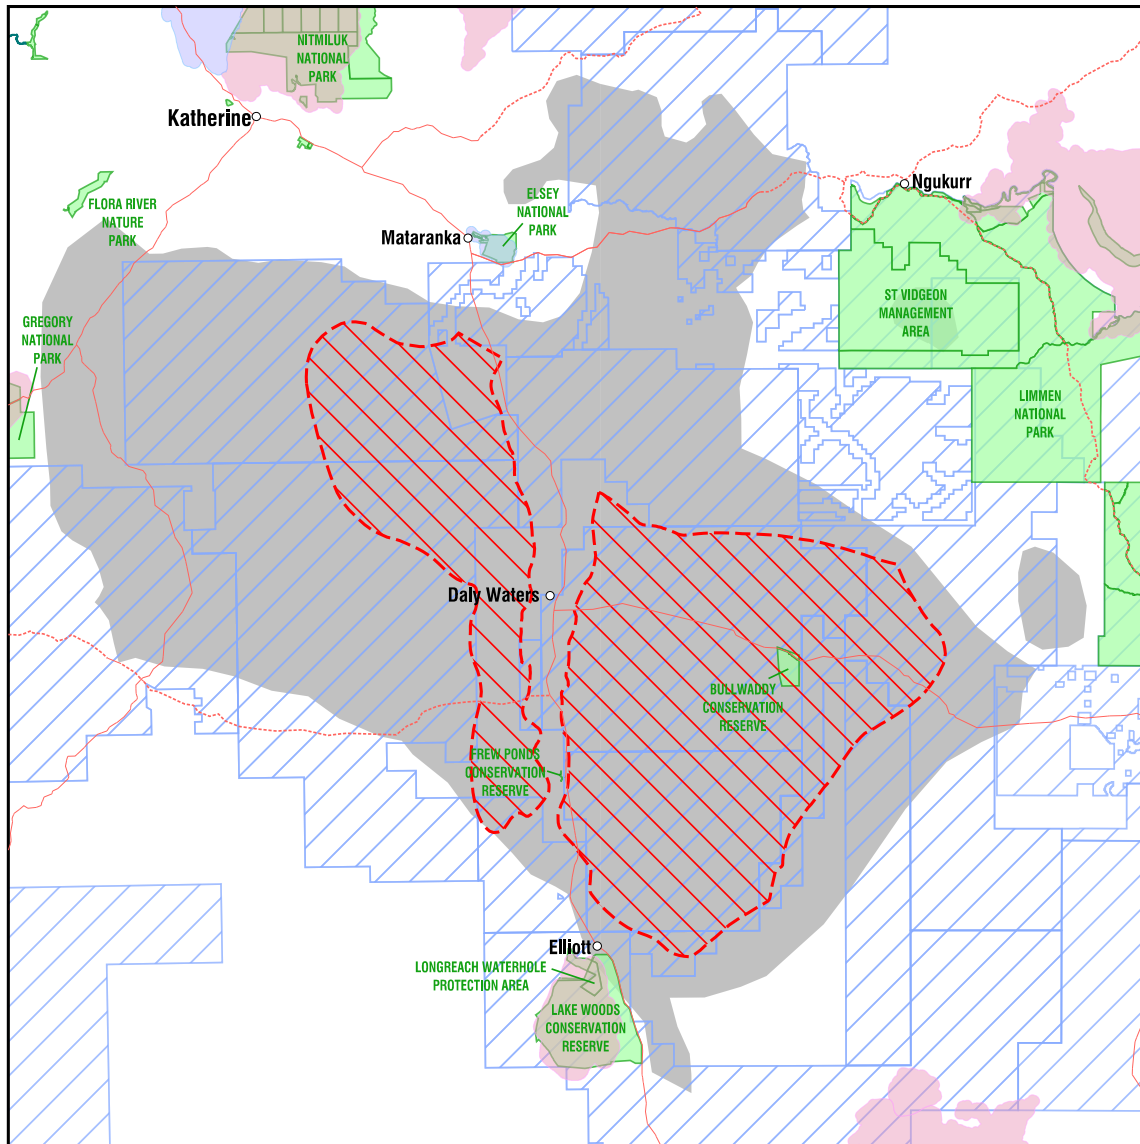 NITMILUK
NATIONAL
PARK
Katherine
Ngukurr
FLORA RIVER
NATURE
PARK
ELSEY
NATIONAL
PARK
Mataranka
ST VIDGEON
MANAGEMENT
AREA
GREGORY
NATIONAL
PARK
LIMMEN
NATIONAL
PARK
Daly Waters
BULLWADDY
CONSERVATION
RESERVE
FREW PONDS
CONSERVATION
RESERVE
Elliott
LONGREACH WATERHOLE
PROTECTION AREA
LAKE WOODS
CONSERVATION
RESERVE